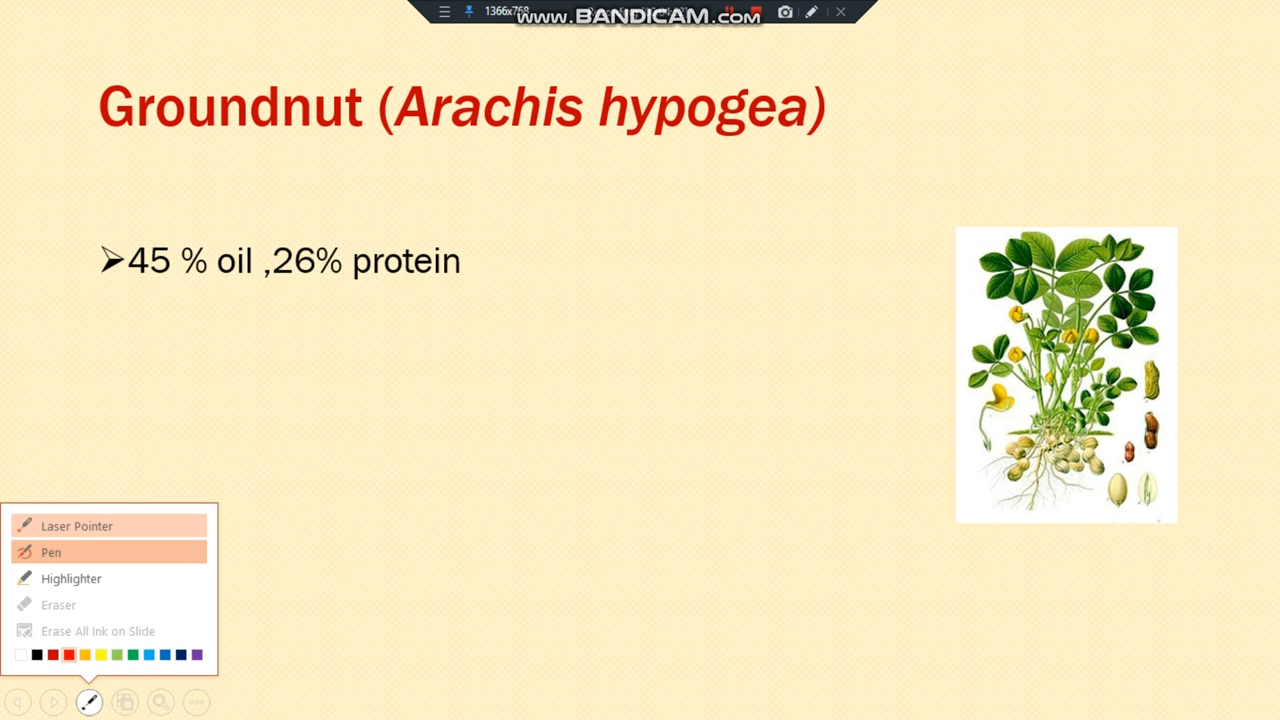 1366x768
www.BANDICAM.com
Groundnut (Arachis hypogea)
➢45 % oil ,26% protein
Laser Pointer
Pen
Highlighter
Eraser
Erase All Ink on Slide